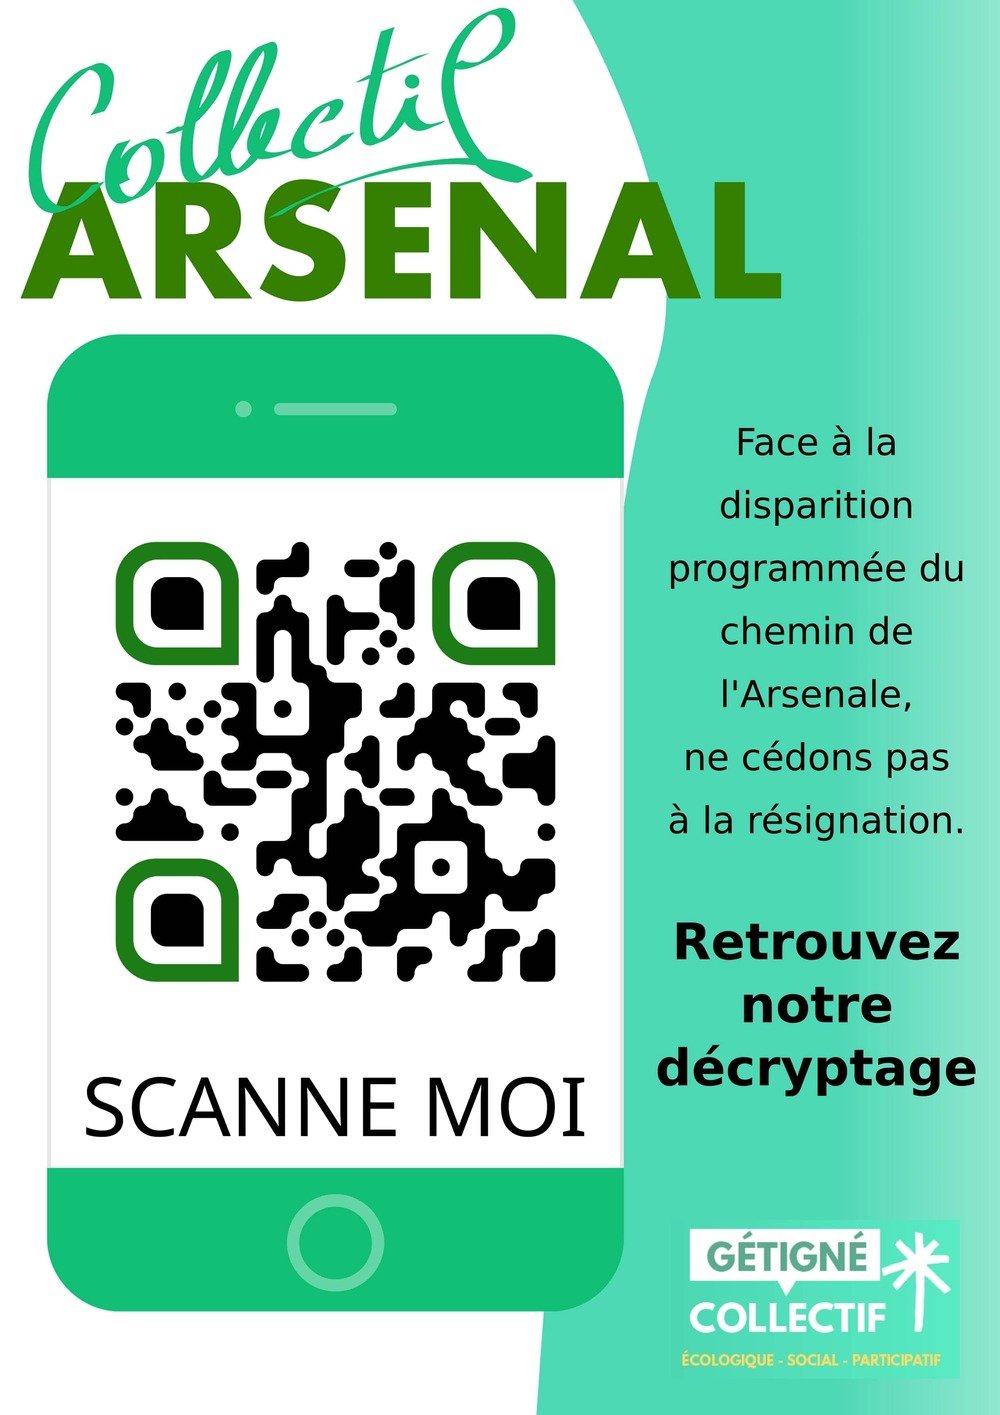 Collectif
ARSENAL
Face à la
disparition
programmée du
chemin de
l'Arsenale,
ne cédons pas
à la résignation.
Retrouvez
notre
décryptage
SCANNE MOI
GÉTIGNÉ
COLLECTIF
ÉCOLOGIQUE - SOCIAL - PARTICIPATIF